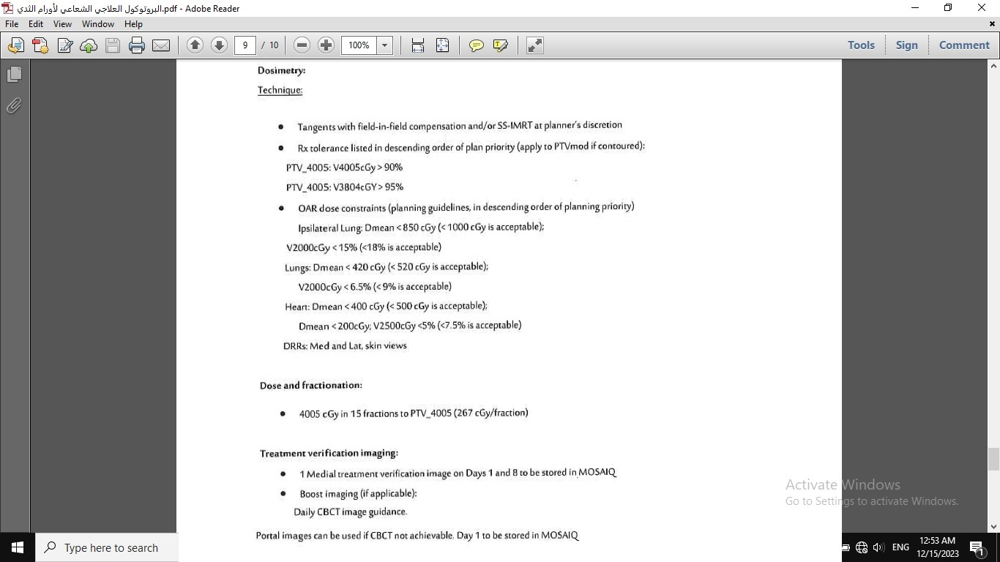 البروتوكول العلاجي الشعاعي لأورام الثدي.pdf - Adobe Reader
File Edit View Window Help
9 / 10 100% Tools Sign Comment
Dosimetry:
Technique:
• Tangents with field-in-field compensation and/or SS-IMRT at planner's discretion
• Rx tolerance listed in descending order of plan priority (apply to PTVmod if contoured):
PTV_4005: V4005cGy > 90%
PTV_4005: V3804cGY > 95%
• OAR dose constraints (planning guidelines, in descending order of planning priority)
Ipsilateral Lung: Dmean < 850 cGy (< 1000 cGy is acceptable);
V2000cGy < 15% (<18% is acceptable)
Lungs: Dmean < 420 cGy (< 520 cGy is acceptable);
V2000cGy < 6.5% (< 9% is acceptable)
Heart: Dmean < 400 cGy (< 500 cGy is acceptable);
Dmean < 200cGy; V2500cGy <5% (<7.5% is acceptable)
DRRs: Med and Lat, skin views
Dose and fractionation:
• 4005 cGy in 15 fractions to PTV_4005 (267 cGy/fraction)
Treatment verification imaging:
• 1 Medial treatment verification image on Days 1 and 8 to be stored in MOSAIQ
• Boost imaging (if applicable):
Daily CBCT image guidance.
Portal images can be used if CBCT not achievable. Day 1 to be stored in MOSAIQ
Activate Windows
Go to Settings to activate Windows.
Type here to search
ENG
12:53 AM
12/15/2023
1